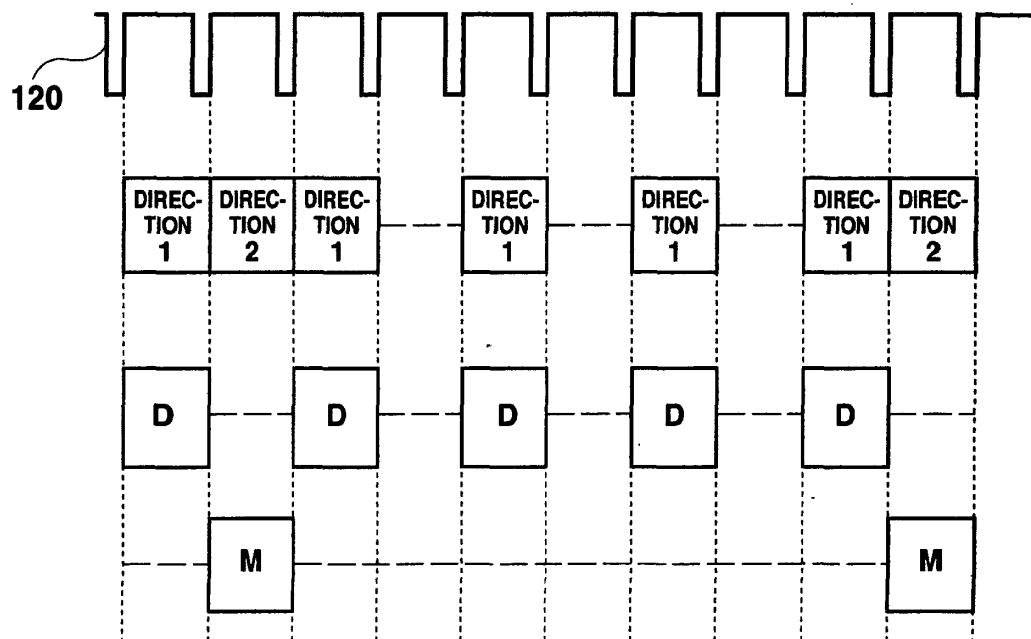 120
DIREC-
TION
1
DIREC-
TION
2
DIREC-
TION
1
DIREC-
TION
1
DIREC-
TION
1
DIREC-
TION
1
DIREC-
TION
2
D
D
D
D
D
M
M